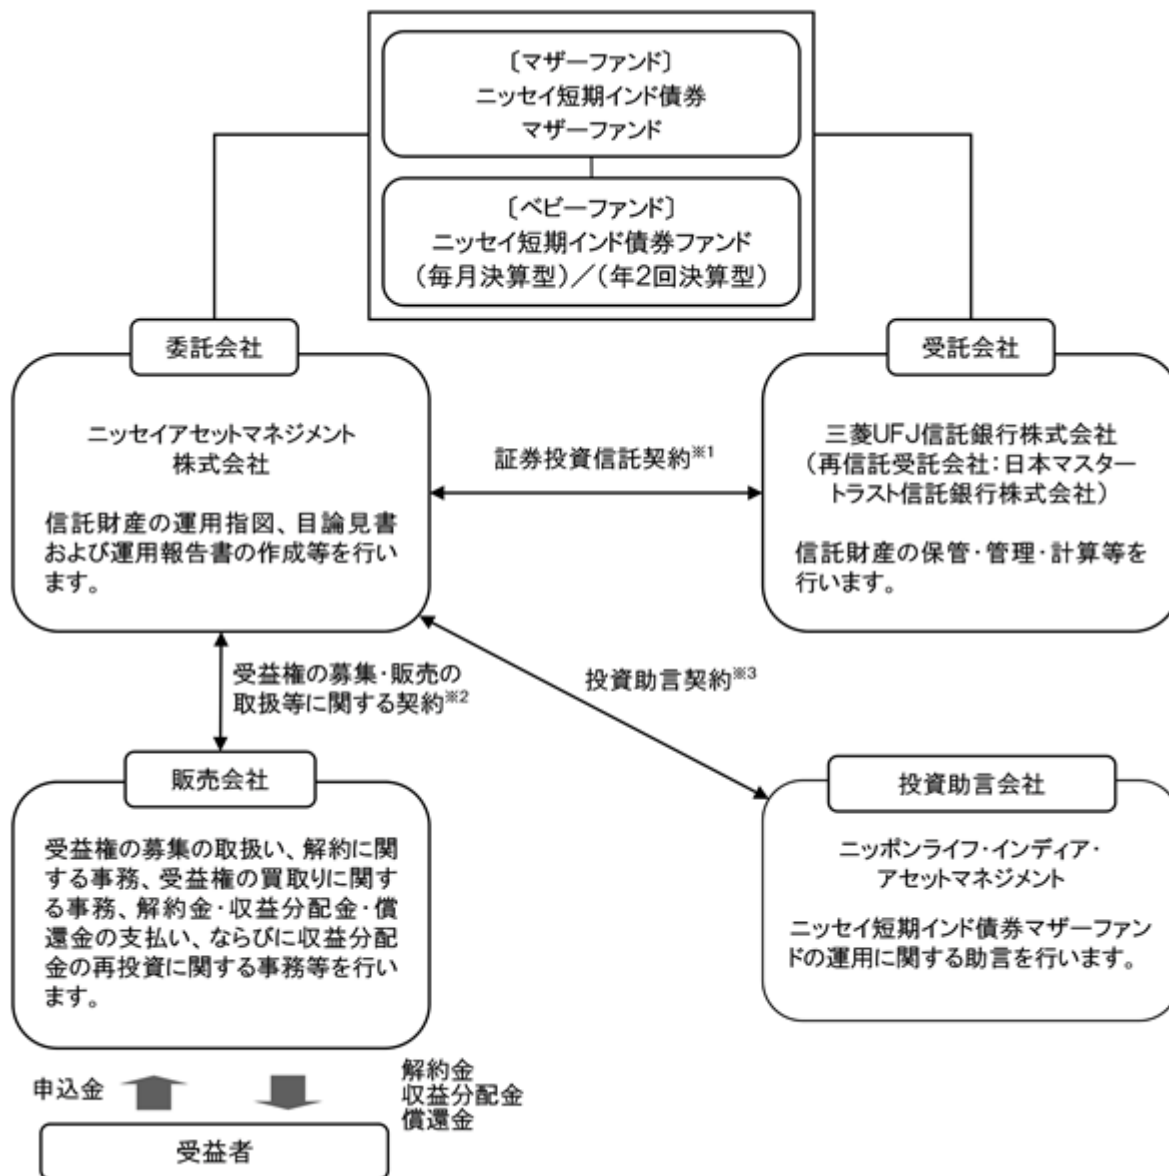 〔マザーファンド〕
ニッセイ短期インド債券
マザーファンド
〔ベビーファンド〕
ニッセイ短期インド債券ファンド
（毎月決算型）／（年2回決算型）
委託会社
ニッセイアセットマネジメント
株式会社
信託財産の運用指図、目論見書
および運用報告書の作成等を行い
ます。
証券投資信託契約※1
受託会社
三菱UFJ信託銀行株式会社
（再信託受託会社：日本マスター
トラスト信託銀行株式会社）
信託財産の保管・管理・計算等を
行います。
受益権の募集・販売の
取扱等に関する契約※2
投資助言契約※3
販売会社
受益権の募集の取扱い、解約に関
する事務、受益権の買取りに関す
る事務、解約金・収益分配金・償
還金の支払い、ならびに収益分配
金の再投資に関する事務等を行い
ます。
投資助言会社
ニッポンライフ・インディア・
アセットマネジメント
ニッセイ短期インド債券マザーファン
ドの運用に関する助言を行います。
申込金
解約金
収益分配金
償還金
受益者